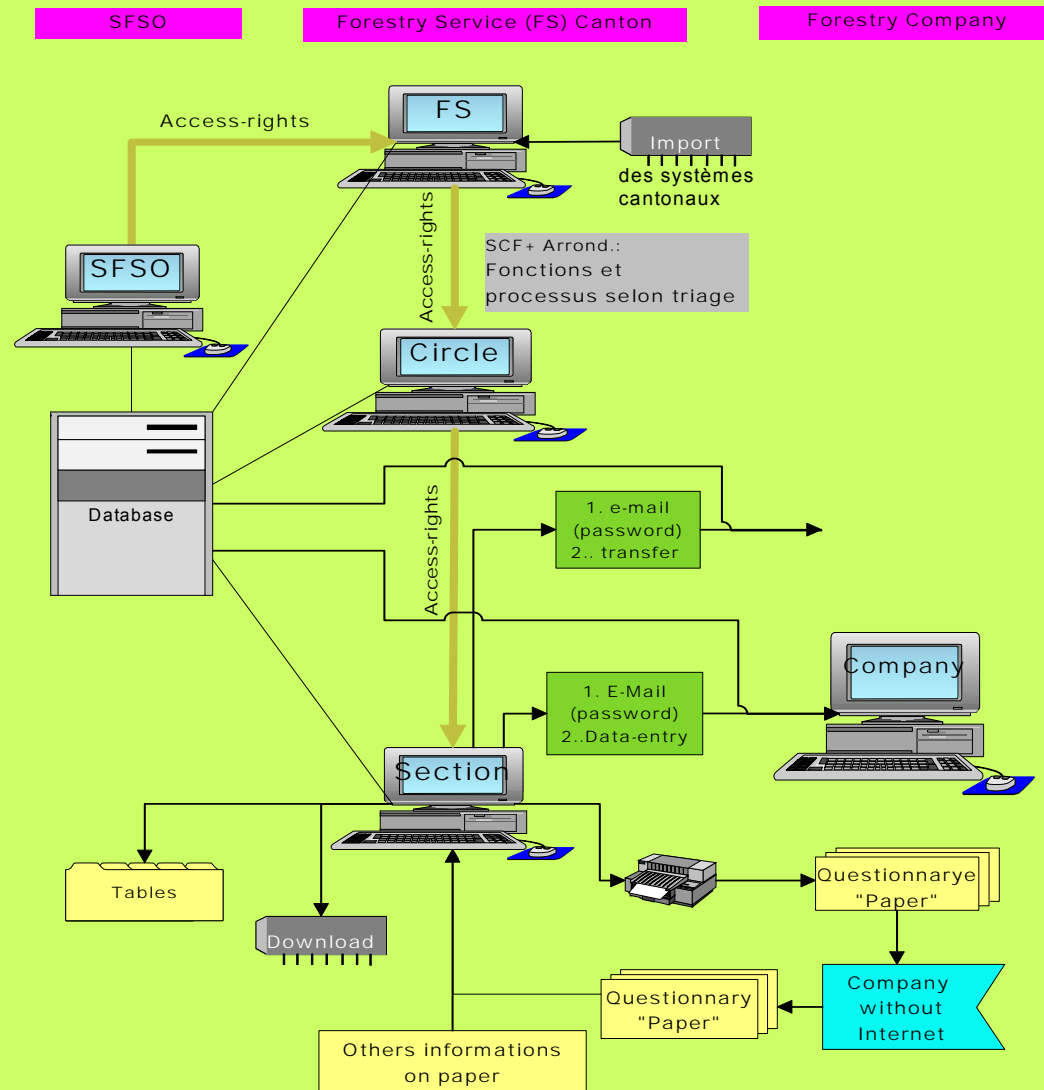 SFSO
Forestry Service (FS) Canton
Forestry Company
FS
Access-rights
Import
des systèmes
cantonaux
Access-rights
SCF+ Arrond.:
Fonctions et
processus selon triage
SFSO
Circle
Database
1. e-mail
(password)
2.. transfer
Access-rights
Company
1. E-Mail
(password)
2..Data-entry
Section
Tables
Download
Questionnarye
"Paper"
Company
without
Internet
Questionnary
"Paper"
Others informations
on paper